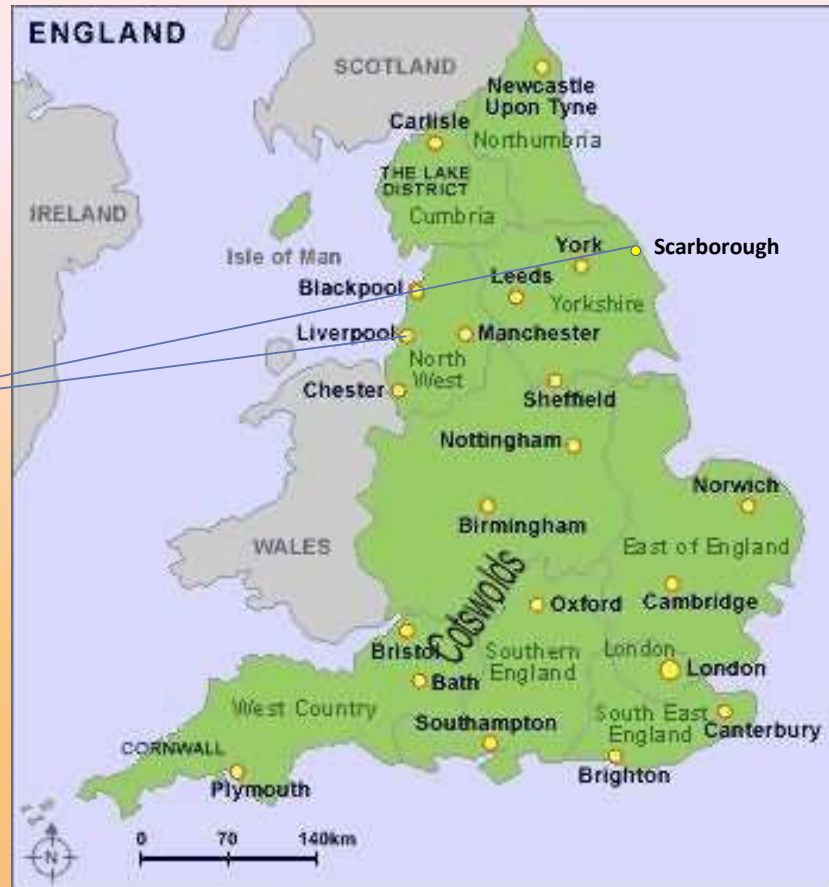 ENGLAND
SCOTLAND
Newcastle
Upon Tyne
Carlisle
Northumbria
THE LAKE
DISTRICT
Cumbria
IRELAND
Isle of Man
York
Scarborough
Blackpool
Leeds
Yorkshire
Liverpool
Manchester
North
West
Chester
Sheffield
Nottingham
Norwich
Birmingham
WALES
East of England
Cotswolds
Oxford
Cambridge
Bristol
Southern
England
London
London
Bath
West Country
South East
England
Canterbury
Southampton
CORNWALL
Brighton
Plymouth
0 70 140km
N